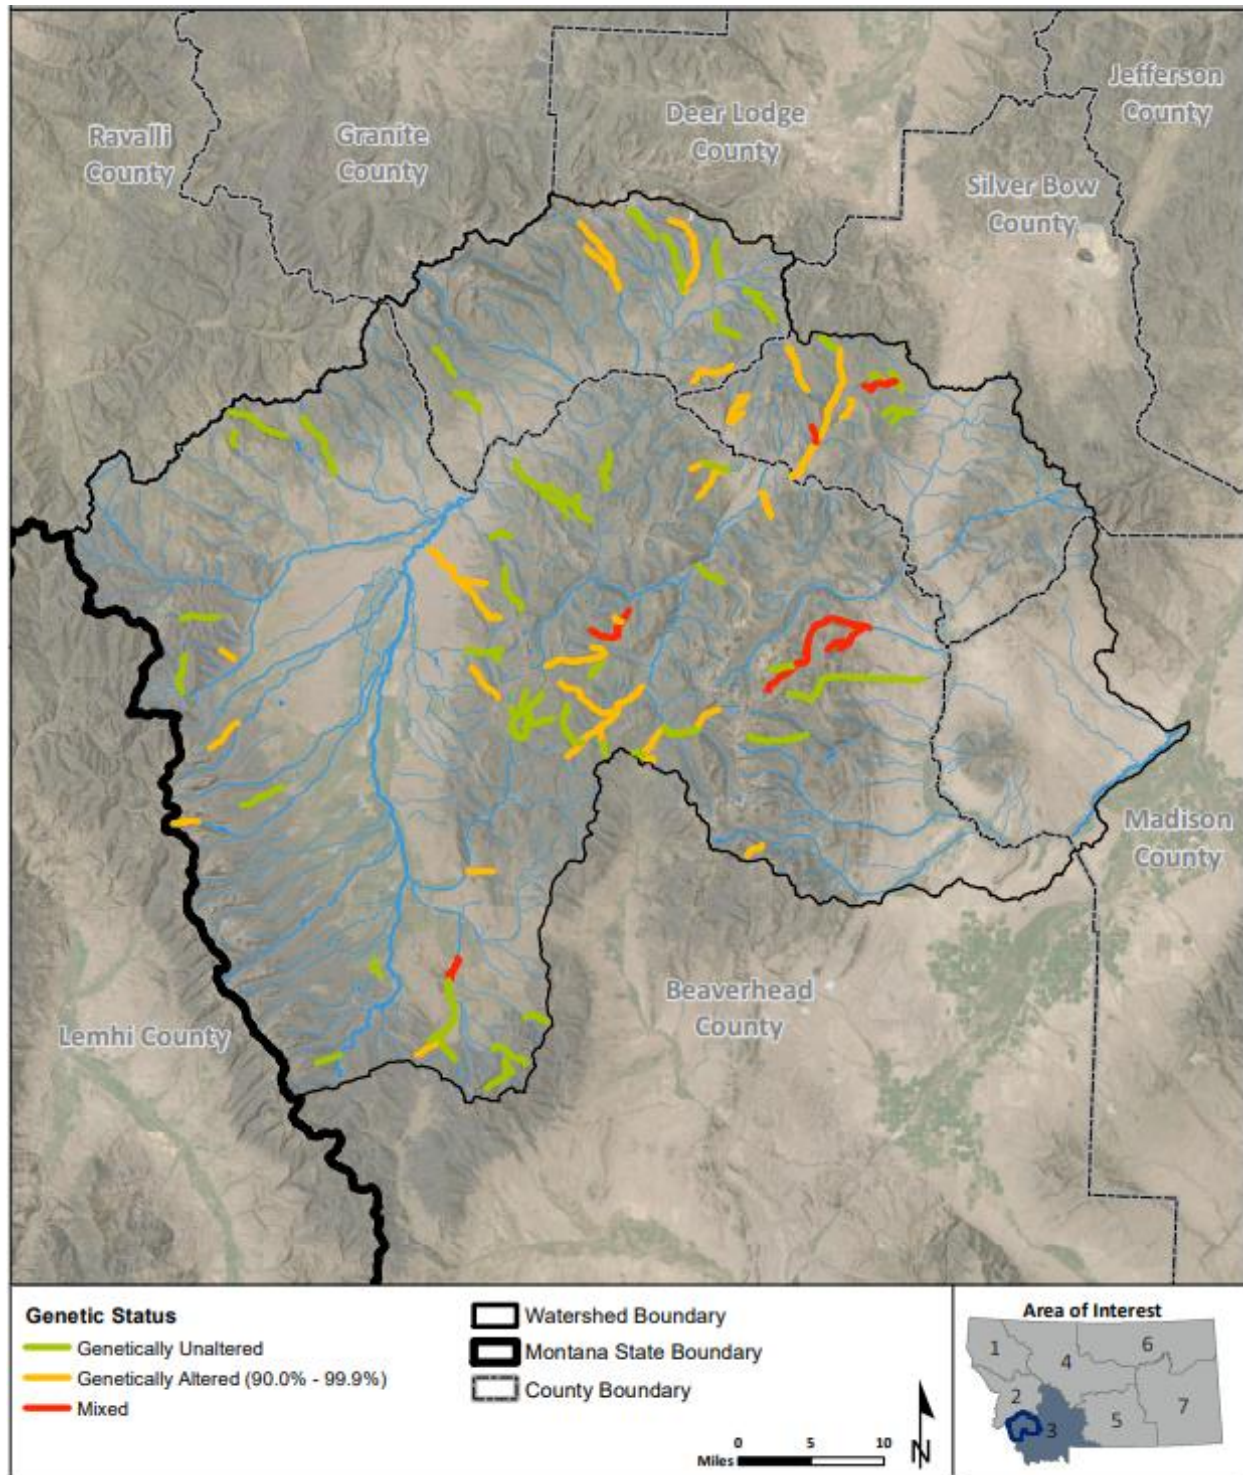 Jefferson
County
Deer Lodge
County
Ravalli
County
Granite
County
Silver Bow
County
Madison
County
Beaverhead
County
Lemhi County
Genetic Status
Genetically Unaltered
Genetically Altered (90.0% - 99.9%)
Mixed
Watershed Boundary
Montana State Boundary
County Boundary
0 5 10
Miles
N
Area of Interest
1
6
4
2
7
5
3